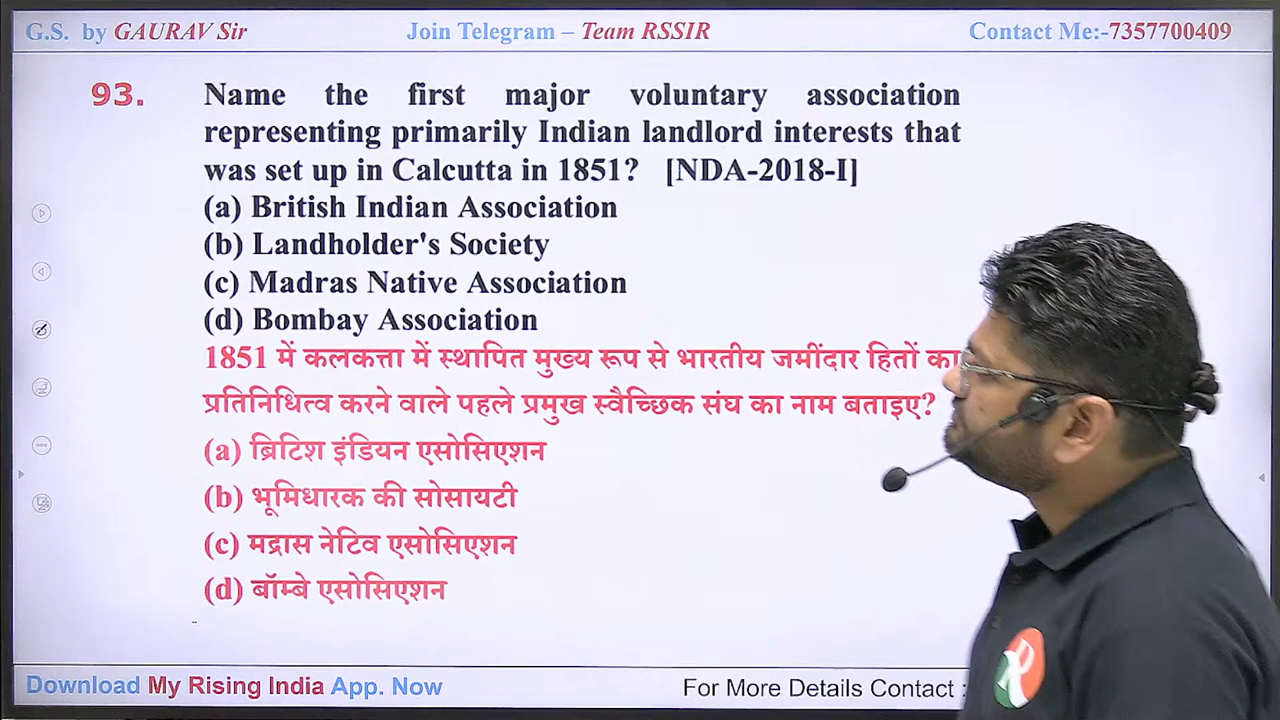 G.S. by GAURAV Sir
Join Telegram – Team RSSIR
Contact Me:-7357700409
93. Name the first major voluntary association
representing primarily Indian landlord interests that
was set up in Calcutta in 1851? [NDA-2018-I]
(a) British Indian Association
(b) Landholder's Society
(c) Madras Native Association
(d) Bombay Association
1851 में कलकत्ता में स्थापित मुख्य रूप से भारतीय जमींदार हितों का
प्रतिनिधित्व करने वाले पहले प्रमुख स्वैच्छिक संघ का नाम बताइए?
(a) ब्रिटिश इंडियन एसोसिएशन
(b) भूमिधारक की सोसायटी
(c) मद्रास नेटिव एसोसिएशन
(d) बॉम्बे एसोसिएशन
Download My Rising India App. Now
For More Details Contact :